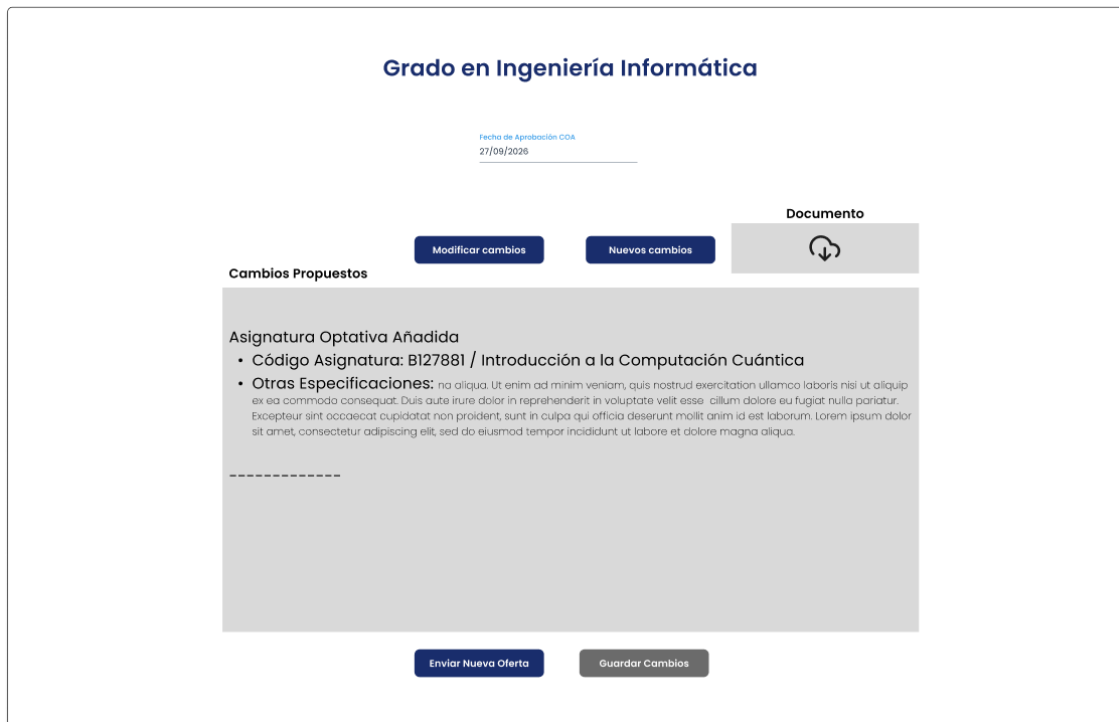 Grado en Ingeniería Informática
Fecha de Aprobación COA
27/09/2026
Documento
Modificar cambios
Nuevos cambios
Cambios Propuestos
Asignatura Optativa Añadida
• Código Asignatura: B127881 / Introducción a la Computación Cuántica
• Otras Especificaciones: na aliqua. Ut enim ad minim veniam, quis nostrud exercitation ullamco laboris nisi ut aliquip
ex ea commodo consequat. Duis aute irure dolor in reprehenderit in voluptate velit esse cillum dolore eu fugiat nulla pariatur.
Excepteur sint occaecat cupidatat non proident, sunt in culpa qui officia deserunt mollit anim id est laborum. Lorem ipsum dolor
sit amet, consectetur adipiscing elit, sed do eiusmod tempor incididunt ut labore et dolore magna aliqua.
-------------
Enviar Nueva Oferta
Guardar Cambios